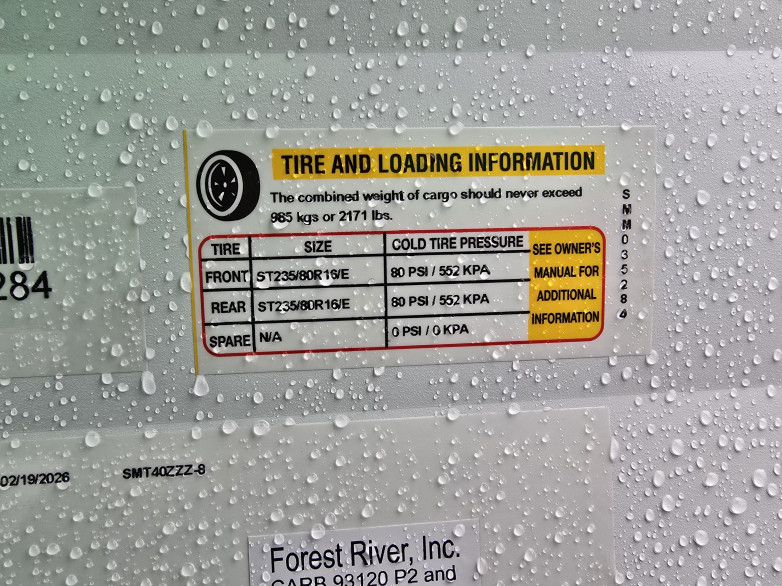 TIRE AND LOADING INFORMATION
The combined weight of cargo should never exceed
985 kgs or 2171 lbs.
TIRE SIZE COLD TIRE PRESSURE
FRONT ST235/80R16/E 80 PSI / 552 KPA
REAR ST235/80R16/E 80 PSI / 552 KPA
SPARE N/A 0 PSI / 0 KPA
SEE OWNER'S
MANUAL FOR
ADDITIONAL
INFORMATION
SMM035284
284
02/19/2026 SMT40ZZZ-8
Forest River, Inc.
CARB 93120 P2 and